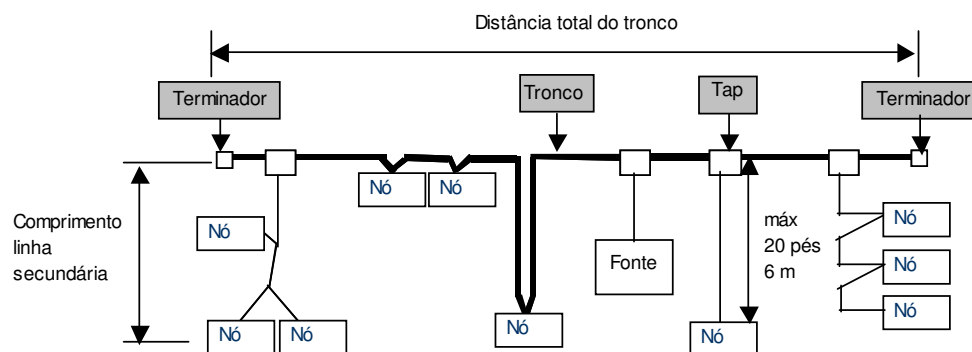 Distância total do tronco
Terminador
Tronco
Tap
Terminador
Nó
Nó
Nó
Comprimento
linha
secundária
Nó
máx
20 pés
6 m
Fonte
Nó
Nó
Nó
Nó
Nó
Nó
Nó